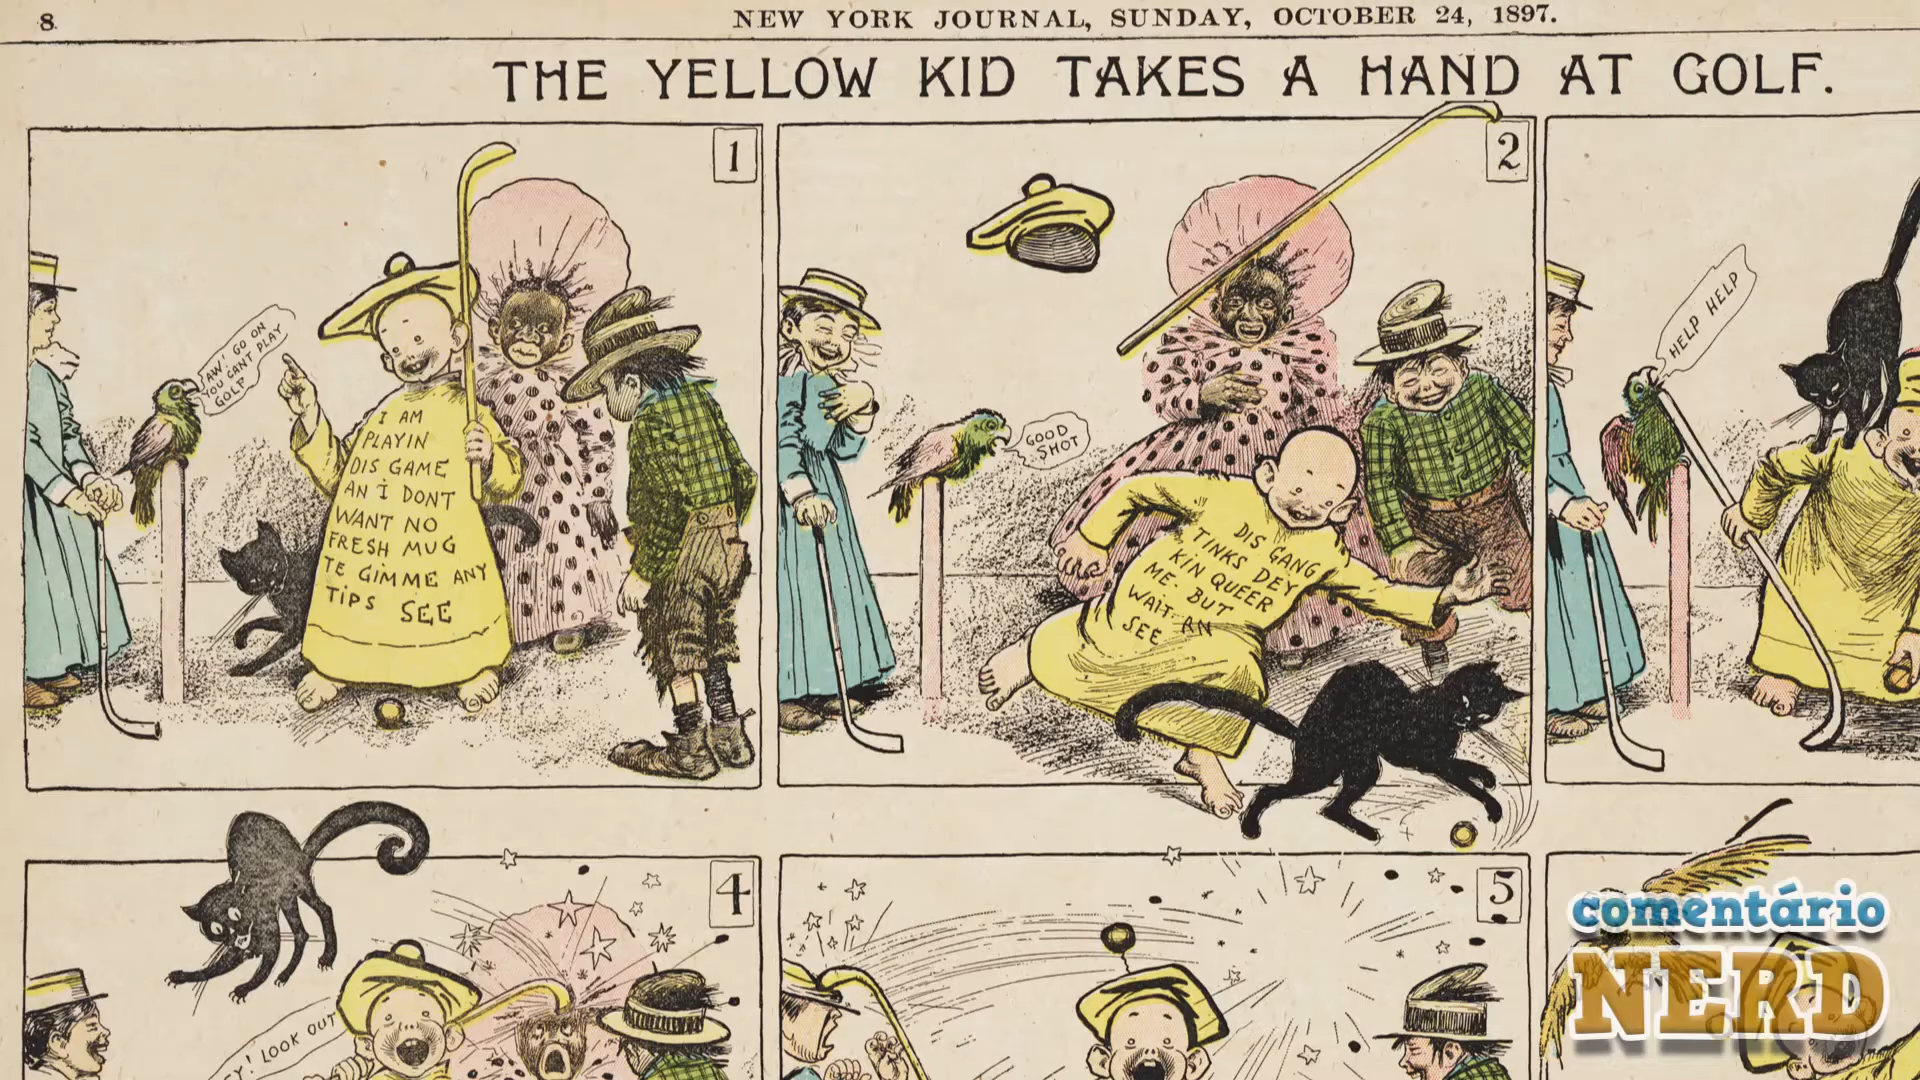 8
NEW YORK JOURNAL, SUNDAY, OCTOBER 24, 1897.
THE YELLOW KID TAKES A HAND AT GOLF.
1
AW! GO ON
YOU CANT PLAY
GOLF
I AM
PLAYIN
DIS GAME
AN I DONT
WANT NO
FRESH MUG
TE GIMME ANY
TIPS SEE
2
GOOD
SHOT
DIS GANG
TINKS DEY
KIN QUEER
ME. BUT
WAIT AN
SEE
HELP HELP
4
LOOK OUT
5
comentário
NERD